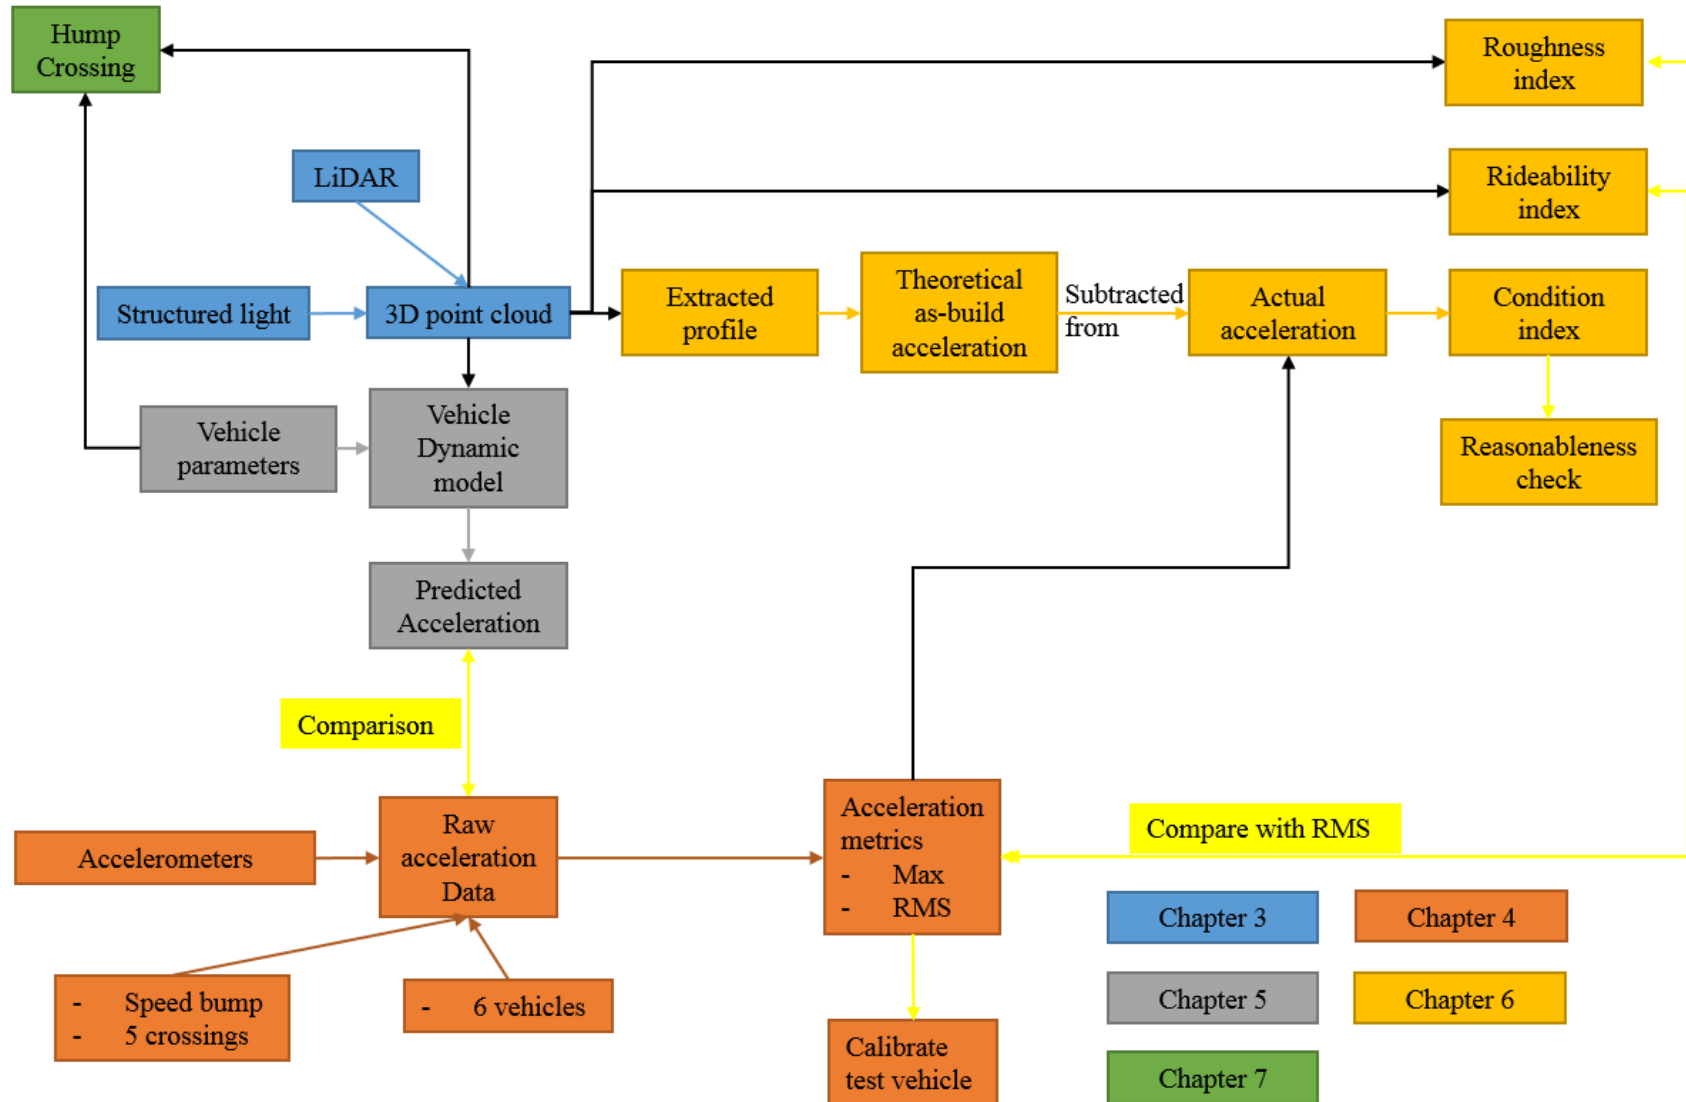 Hump
Crossing
Roughness
index
LiDAR
Rideability
index
Structured light
3D point cloud
Extracted
profile
Theoretical
as-build
acceleration
Subtracted
from
Actual
acceleration
Condition
index
Vehicle
parameters
Vehicle
Dynamic
model
Reasonableness
check
Predicted
Acceleration
Comparison
Accelerometers
Raw
acceleration
Data
Acceleration
metrics
- Max
- RMS
Compare with RMS
- Speed bump
- 5 crossings
- 6 vehicles
Calibrate
test vehicle
Chapter 3
Chapter 4
Chapter 5
Chapter 6
Chapter 7